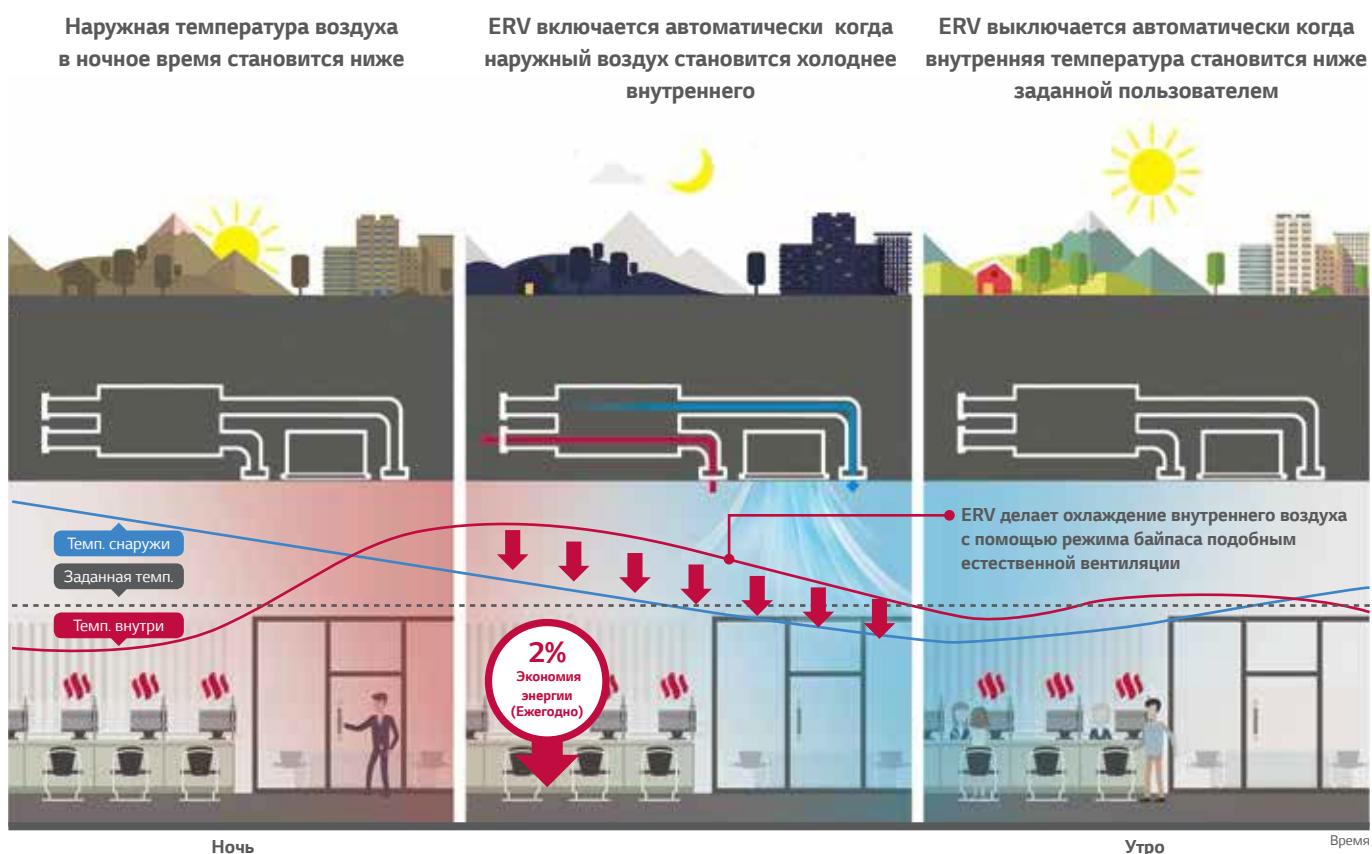 Наружная температура воздуха
в ночное время становится ниже
ERV включается автоматически когда
наружный воздух становится холоднее
внутреннего
ERV выключается автоматически когда
внутренняя температура становится ниже
заданной пользователем
Темп. снаружи
Заданная темп.
Темп. внутри
2%
Экономия
энергии
(Ежегодно)
ERV делает охлаждение внутреннего воздуха
с помощью режима байпаса подобным
естественной вентиляции
Ночь
Утро
Время